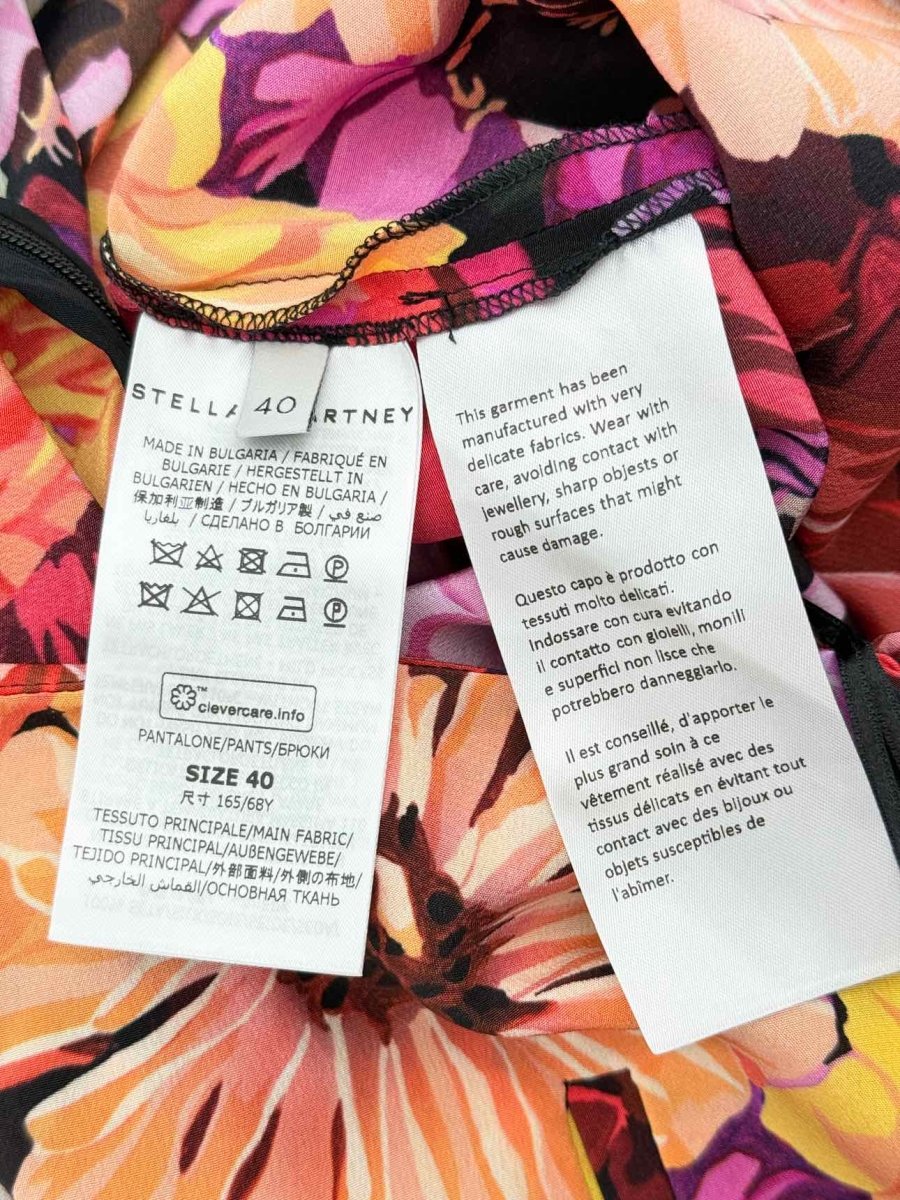 STELLA
ARTNEY
40
MADE IN BULGARIA / FABRIQUÉ EN
BULGARIE / HERGESTELLT IN
BULGARIEN / HECHO EN BULGARIA /
保加利亚制造 / ブルガリア製 / صنع في
بلغاريا / СДЕЛАНО В БОЛГАРИИ
P
P
™
clevercare.info
PANTALONE/PANTS/БРЮКИ
SIZE 40
尺寸 165/68Y
TESSUTO PRINCIPALE/MAIN FABRIC/
TISSU PRINCIPAL/AUßENGEWEBE/
TEJIDO PRINCIPAL/外部面料/外側の布地/
القماش الخارجي/ОСНОВНАЯ ТКАНЬ
This garment has been
manufactured with very
delicate fabrics. Wear with
care, avoiding contact with
jewellery, sharp objests or
rough surfaces that might
cause damage.
Questo capo è prodotto con
tessuti molto delicati.
Indossare con cura evitando
il contatto con gioielli, monili
e superfici non lisce che
potrebbero danneggiarlo.
Il est conseillé, d'apporter le
plus grand soin à ce
vêtement réalisé avec des
tissus délicats en évitant tout
contact avec des bijoux ou
objets susceptibles de
l'abîmer.